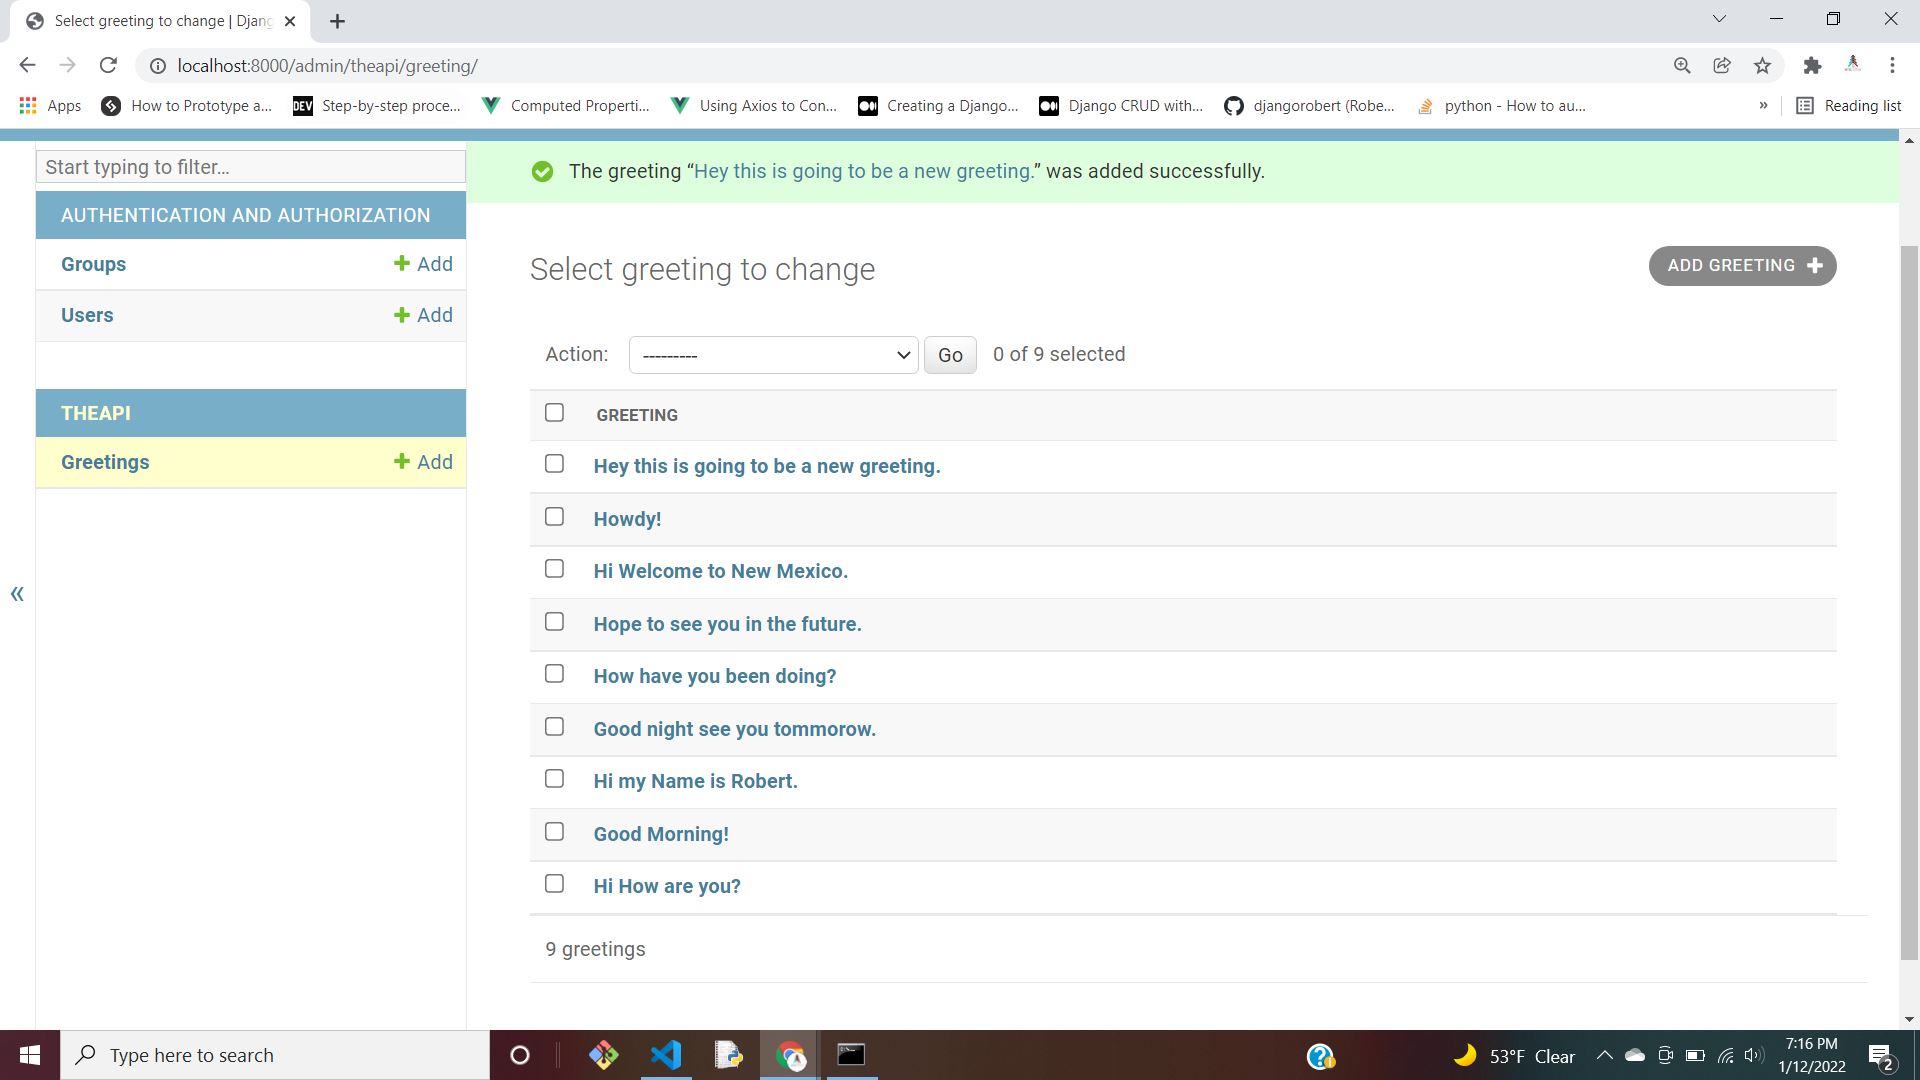 Select greeting to change | Djang
localhost:8000/admin/theapi/greeting/
Apps How to Prototype a... DEV Step-by-step proce... Computed Properti... Using Axios to Con... Creating a Django... Django CRUD with... djangorobert (Robe... python - How to au... » Reading list
Start typing to filter...
The greeting “Hey this is going to be a new greeting.” was added successfully.
AUTHENTICATION AND AUTHORIZATION
Groups Add
Users Add
THEAPI
Greetings Add
«
Select greeting to change
ADD GREETING
Action: --------- Go 0 of 9 selected
GREETING
Hey this is going to be a new greeting.
Howdy!
Hi Welcome to New Mexico.
Hope to see you in the future.
How have you been doing?
Good night see you tommorow.
Hi my Name is Robert.
Good Morning!
Hi How are you?
9 greetings
Type here to search
53°F Clear
7:16 PM
1/12/2022
2